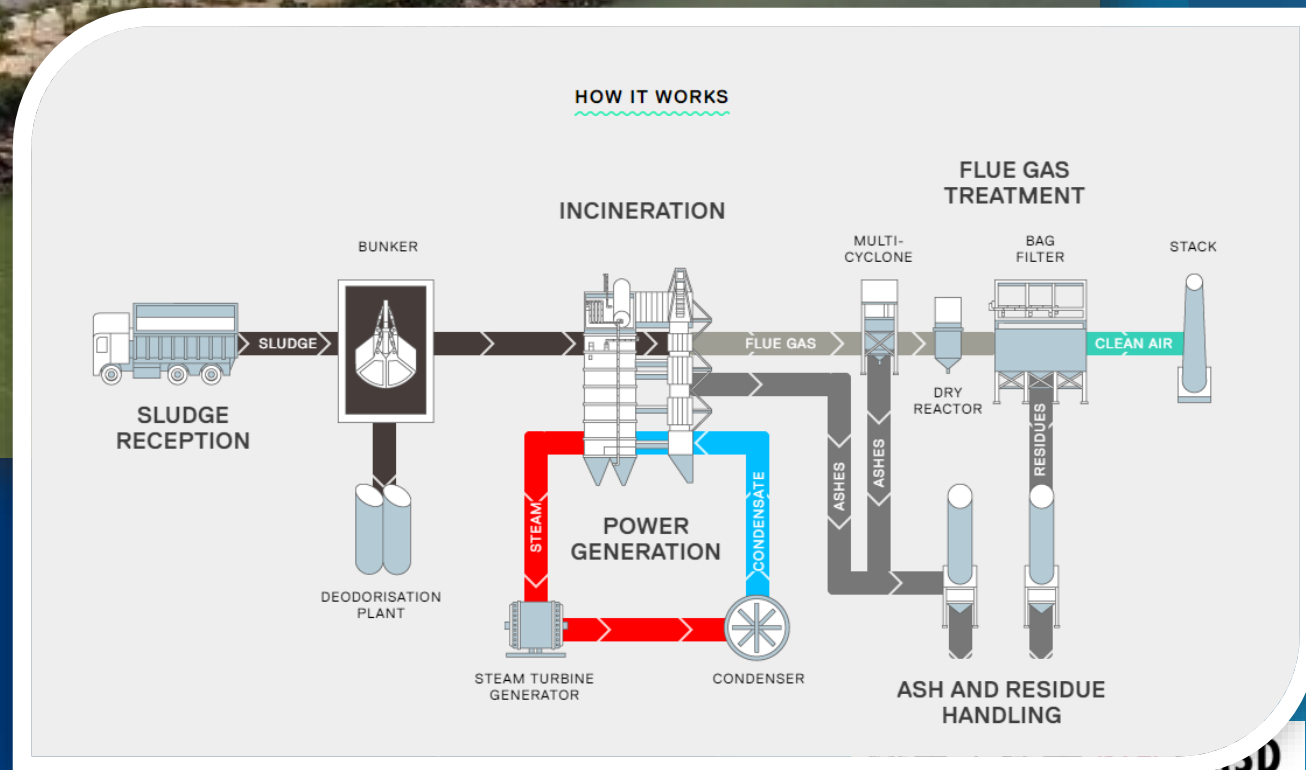 HOW IT WORKS
FLUE GAS
TREATMENT
INCINERATION
BUNKER
MULTI-
CYCLONE
BAG
FILTER
STACK
SLUDGE
FLUE GAS
CLEAN AIR
DRY
REACTOR
SLUDGE
RECEPTION
RESIDUES
ASHES
ASHES
STEAM
CONDENSATE
POWER
GENERATION
DEODORISATION
PLANT
STEAM TURBINE
GENERATOR
CONDENSER
ASH AND RESIDUE
HANDLING